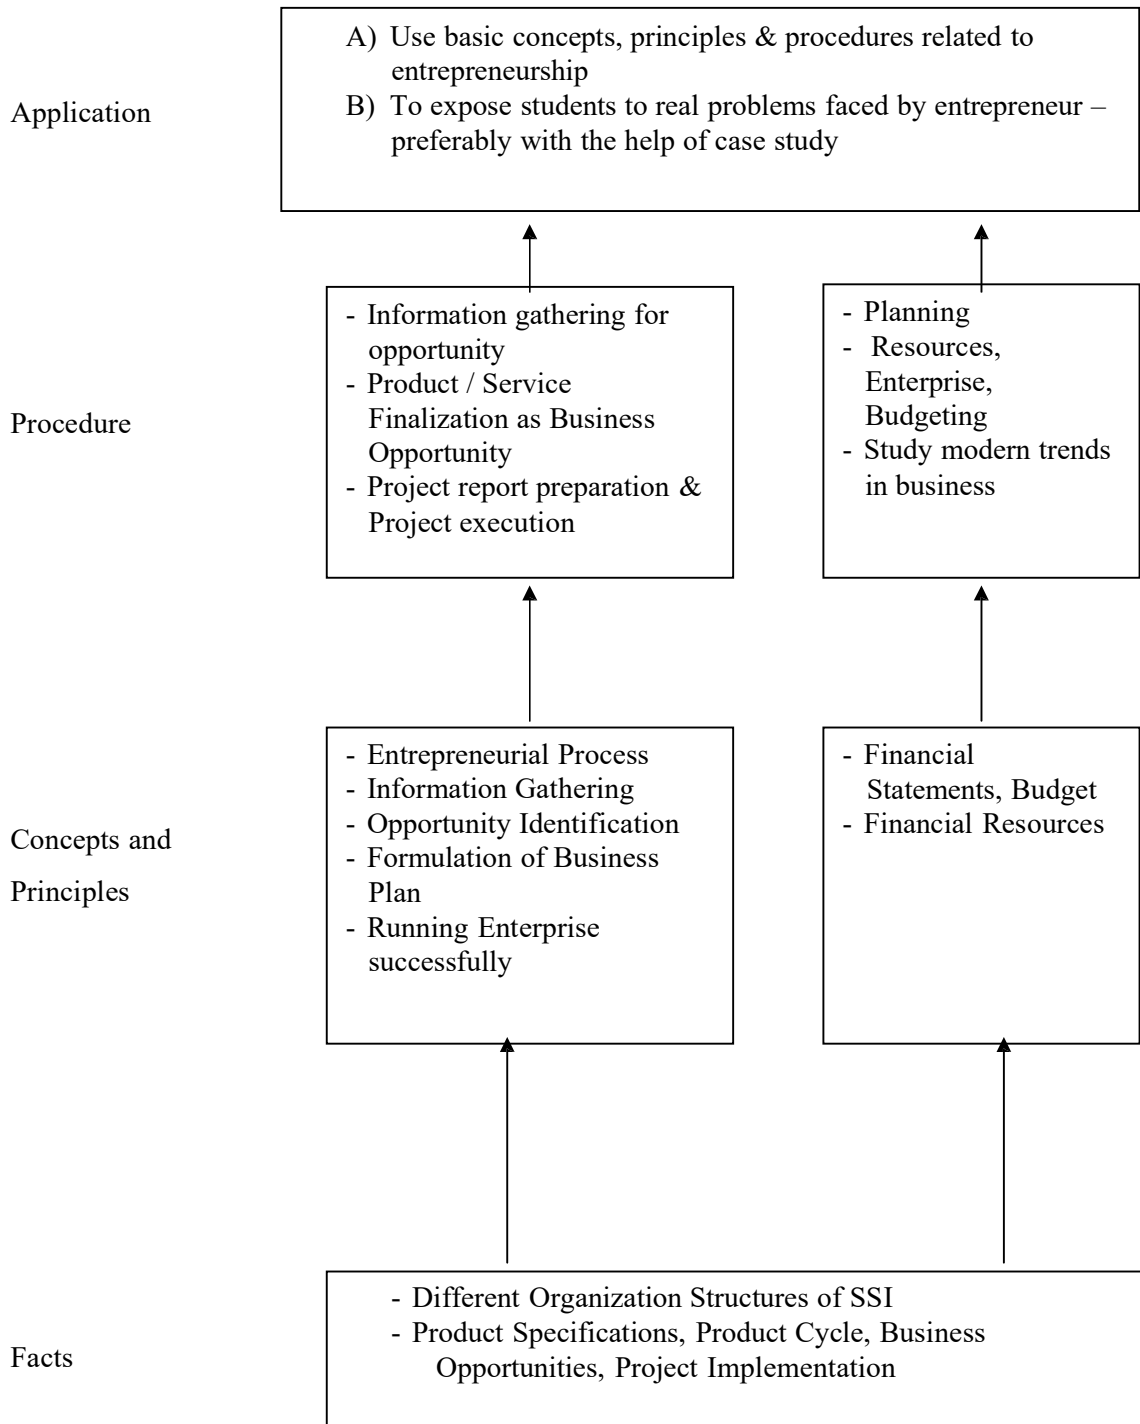 A) Use basic concepts, principles & procedures related to
entrepreneurship
B) To expose students to real problems faced by entrepreneur –
preferably with the help of case study
Application
- Information gathering for
opportunity
- Product / Service
Finalization as Business
Opportunity
- Project report preparation &
Project execution
- Planning
- Resources,
Enterprise,
Budgeting
- Study modern trends
in business
Procedure
- Entrepreneurial Process
- Information Gathering
- Opportunity Identification
- Formulation of Business
Plan
- Running Enterprise
successfully
- Financial
Statements, Budget
- Financial Resources
Concepts and
Principles
- Different Organization Structures of SSI
- Product Specifications, Product Cycle, Business
Opportunities, Project Implementation
Facts